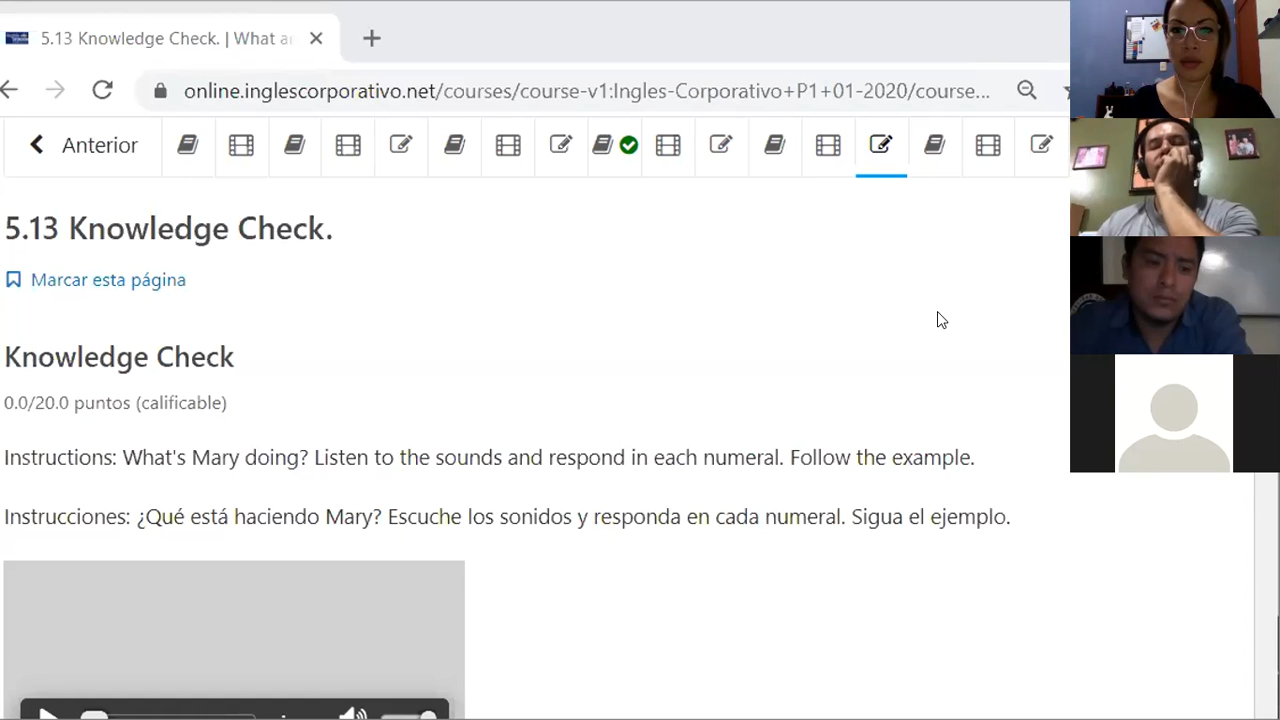 5.13 Knowledge Check. | What a
online.inglescorporativo.net/courses/course-v1:Ingles-Corporativo+P1+01-2020/course...
Anterior
5.13 Knowledge Check.
Marcar esta página
Knowledge Check
0.0/20.0 puntos (calificable)
Instructions: What's Mary doing? Listen to the sounds and respond in each numeral. Follow the example.
Instrucciones: ¿Qué está haciendo Mary? Escuche los sonidos y responda en cada numeral. Sigua el ejemplo.